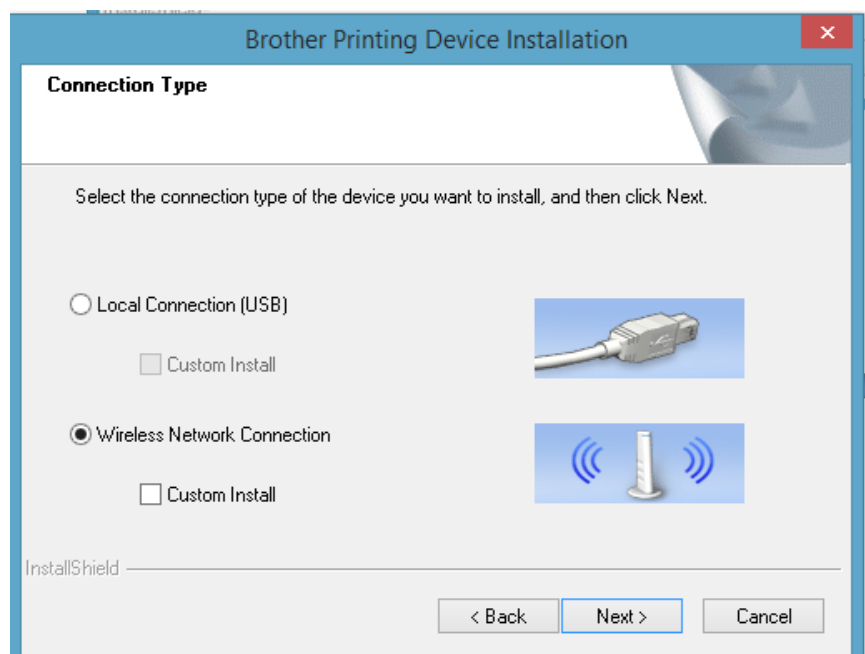 Brother Printing Device Installation
Connection Type
Select the connection type of the device you want to install, and then click Next.
Local Connection (USB)
Custom Install
Wireless Network Connection
Custom Install
InstallShield
< Back
Next >
Cancel